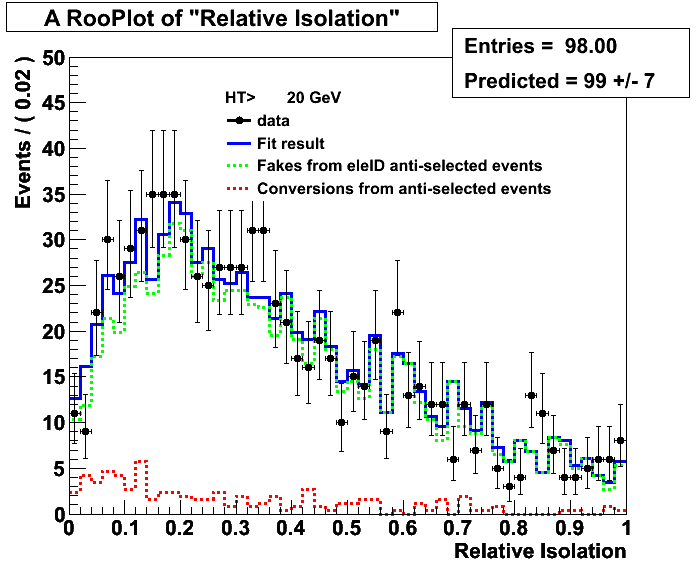 A RooPlot of "Relative Isolation"
Entries = 98.00
Predicted = 99 +/- 7
HT> 20 GeV
data
Fit result
Fakes from eleID anti-selected events
Conversions from anti-selected events
Events / ( 0.02 )
50
45
40
35
30
25
20
15
10
5
0
0 0.1 0.2 0.3 0.4 0.5 0.6 0.7 0.8 0.9 1
Relative Isolation